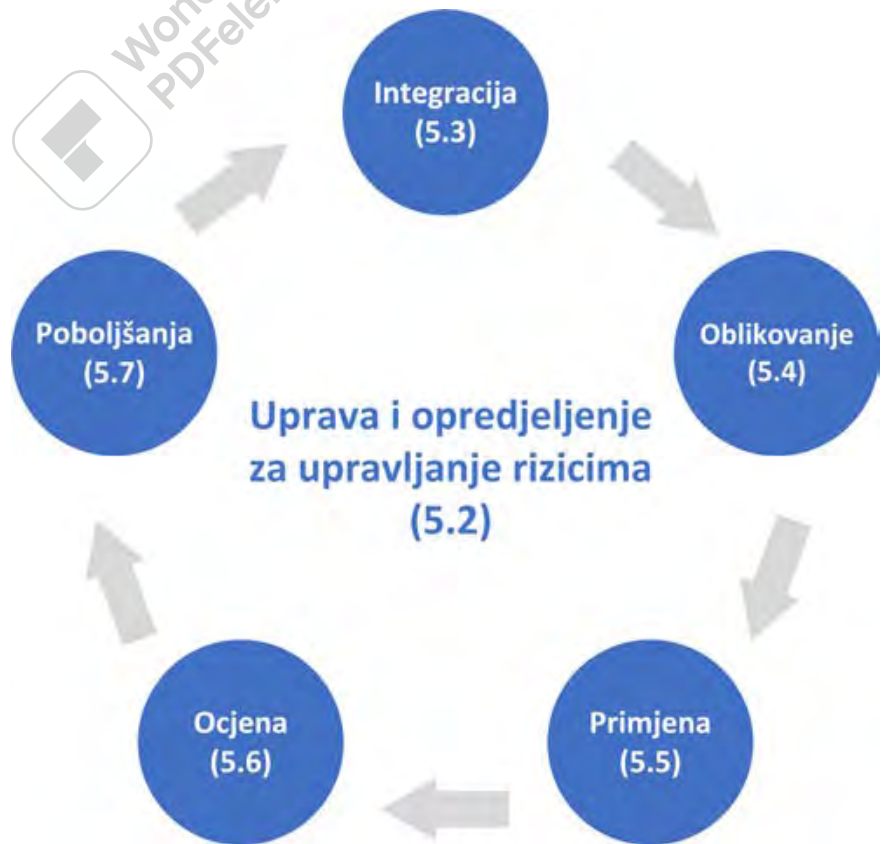 Integracija
(5.3)
Oblikovanje
(5.4)
Primjena
(5.5)
Ocjena
(5.6)
Poboljšanja
(5.7)
Uprava i opredjeljenje
za upravljanje rizicima
(5.2)